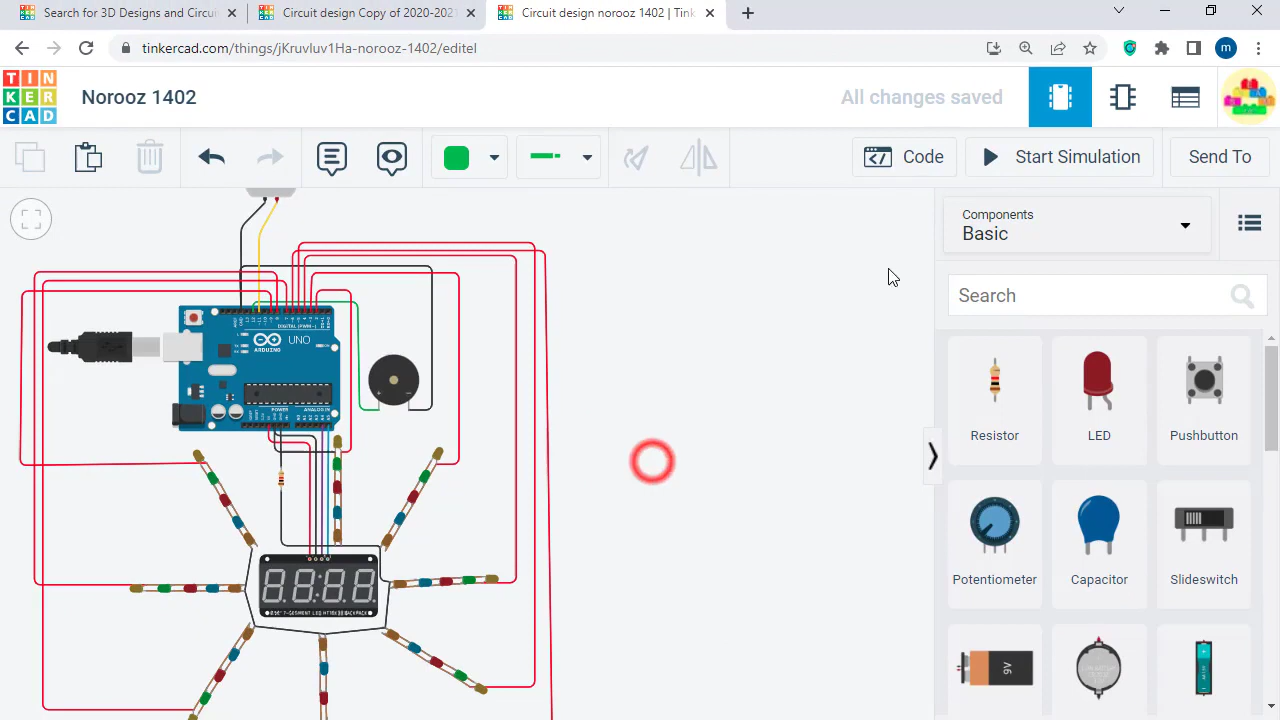 Search for 3D Designs and Circu
Circuit design Copy of 2020-2021
Circuit design norooz 1402 | Tink
tinkercad.com/things/jKruvluv1Ha-norooz-1402/editel
m
TIN
KER
CAD
Norooz 1402
All changes saved
Code
Start Simulation
Send To
Components
Basic
Search
DIGITAL (PWM~)
UNO
ARDUINO
POWER
ANALOG IN
Resistor
LED
Pushbutton
Potentiometer
Capacitor
Slideswitch
9V